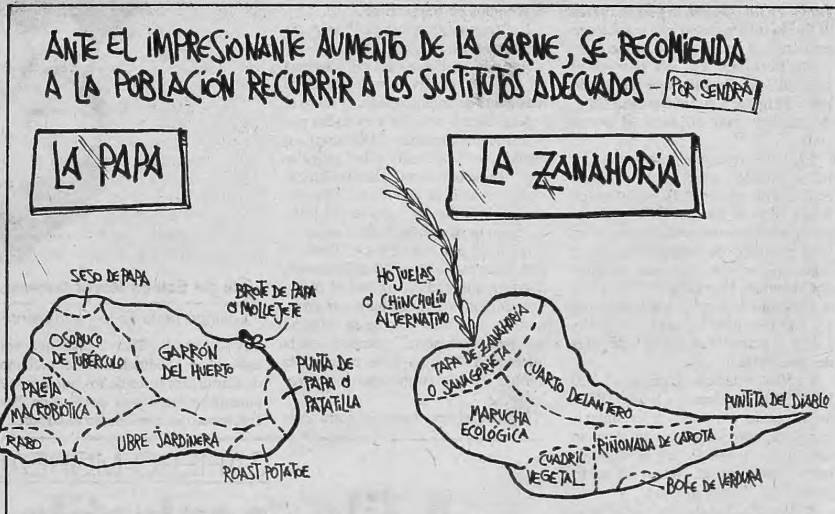 ANTE EL IMPRESIONANTE AUMENTO DE LA CARNE, SE RECOMIENDA
A LA POBLACIÓN RECURRIR A LOS SUSTITUTOS ADECUADOS - POR SENDRA
LA PAPA
SESO DE PAPA
BROTE DE PAPA
O MOLLEJETE
OSOBUCO
DE TUBÉRCULO
GARRÓN
DEL HUERTO
PUNTA DE
PAPA O
PATATILLA
PALETA
MACROBIÓTICA
RABO
UBRE JARDINERA
ROAST POTATOE
LA ZANAHORIA
HOJUELAS
O CHINCHULÍN
ALTERNATIVO
TAPA DE ZANAHORIA
O SANAGORIETA
CUARTO DELANTERO
PUNTITA DEL DIABLO
MARUCHA
ECOLÓGICA
RIÑONADA DE CAROTA
CUADRIL
VEGETAL
BOFE DE VERDURA